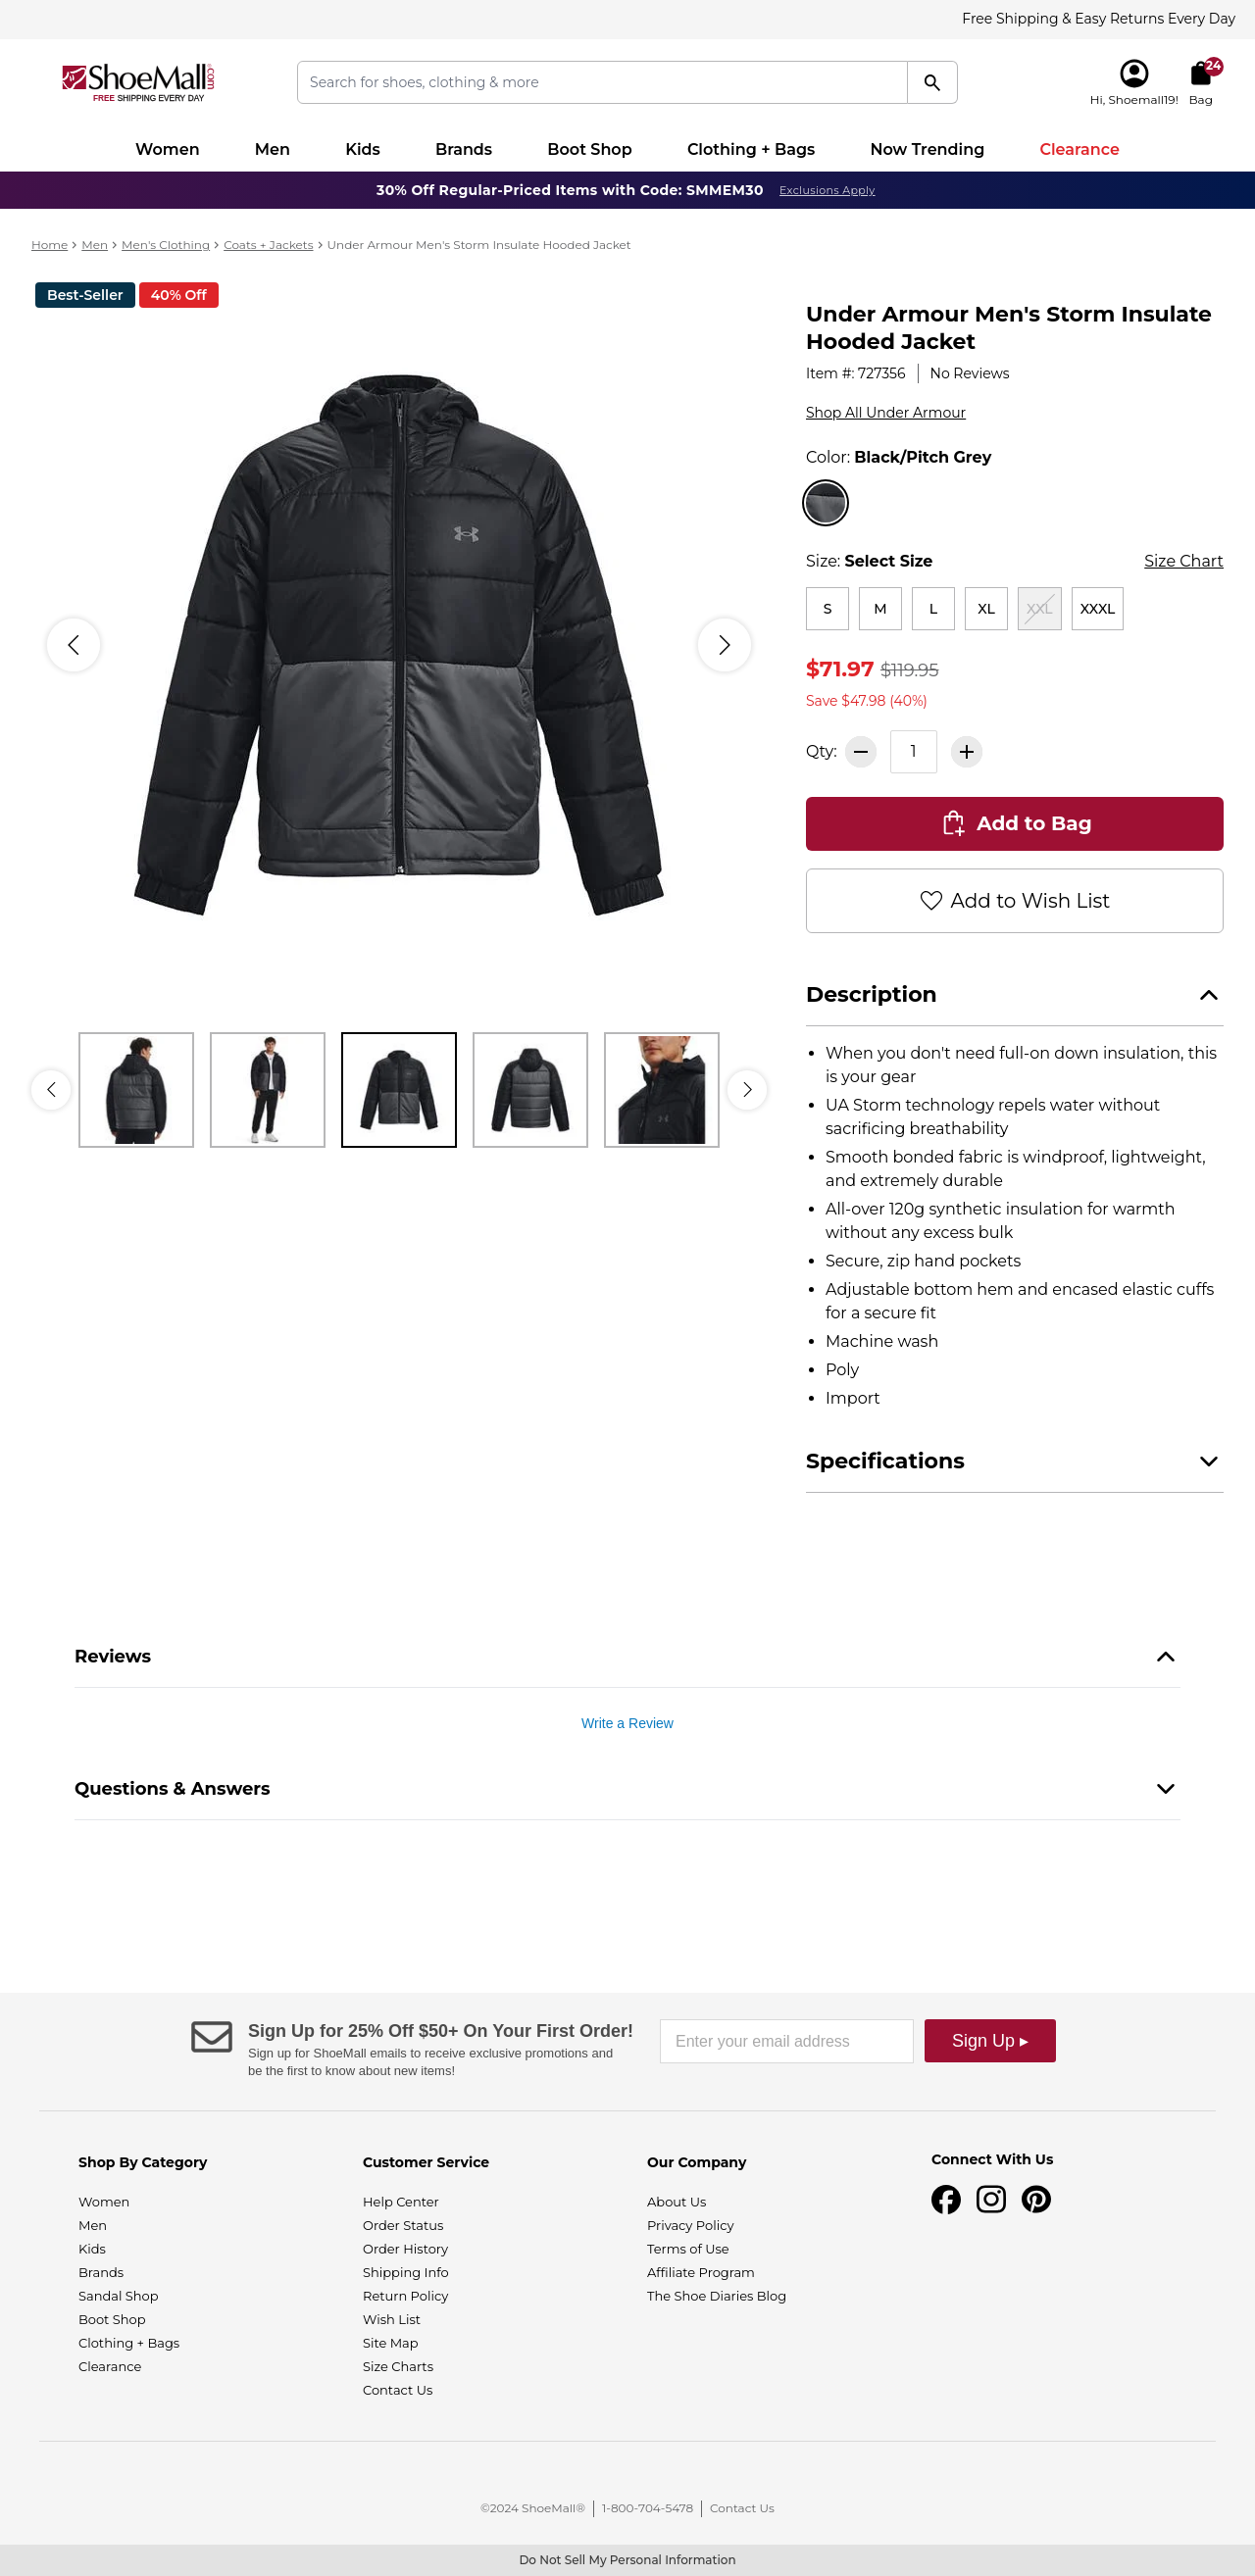 Free Shipping & Easy Returns Every Day
ShoeMall.com
FREE SHIPPING EVERY DAY
Search for shoes, clothing & more
24
Hi, Shoemall19! Bag
Women Men Kids Brands Boot Shop Clothing + Bags Now Trending Clearance
30% Off Regular-Priced Items with Code: SMMEM30 Exclusions Apply
Home > Men > Men's Clothing > Coats + Jackets > Under Armour Men's Storm Insulate Hooded Jacket
Best-Seller 40% Off
Under Armour Men's Storm Insulate
Hooded Jacket
Item #: 727356 | No Reviews
Shop All Under Armour
Color: Black/Pitch Grey
Size: Select Size Size Chart
S M L XL XXL XXXL
$71.97 $119.95
Save $47.98 (40%)
Qty: 1
Add to Bag
Add to Wish List
Description
• When you don't need full-on down insulation, this
is your gear
• UA Storm technology repels water without
sacrificing breathability
• Smooth bonded fabric is windproof, lightweight,
and extremely durable
• All-over 120g synthetic insulation for warmth
without any excess bulk
• Secure, zip hand pockets
• Adjustable bottom hem and encased elastic cuffs
for a secure fit
• Machine wash
• Poly
• Import
Specifications
Reviews
Write a Review
Questions & Answers
Sign Up for 25% Off $50+ On Your First Order!
Sign up for ShoeMall emails to receive exclusive promotions and
be the first to know about new items!
Enter your email address
Sign Up ▸
Shop By Category
Women
Men
Kids
Brands
Sandal Shop
Boot Shop
Clothing + Bags
Clearance
Customer Service
Help Center
Order Status
Order History
Shipping Info
Return Policy
Wish List
Site Map
Size Charts
Contact Us
Our Company
About Us
Privacy Policy
Terms of Use
Affiliate Program
The Shoe Diaries Blog
Connect With Us
©2024 ShoeMall® | 1-800-704-5478 | Contact Us
Do Not Sell My Personal Information